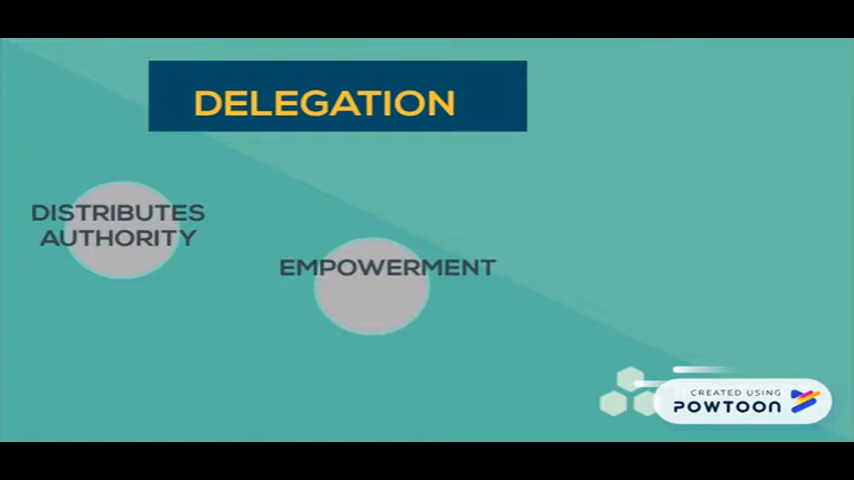 DELEGATION
DISTRIBUTES
AUTHORITY
EMPOWERMENT
CREATED USING
POWTOON